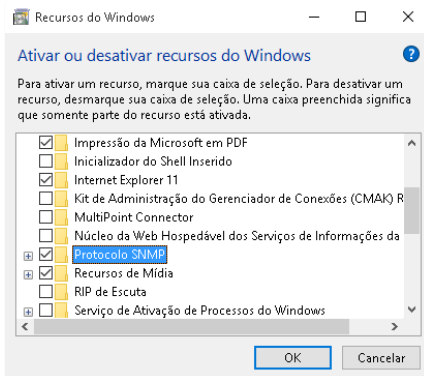 Recursos do Windows
Ativar ou desativar recursos do Windows
Para ativar um recurso, marque sua caixa de seleção. Para desativar um
recurso, desmarque sua caixa de seleção. Uma caixa preenchida significa
que somente parte do recurso está ativada.
Impressão da Microsoft em PDF
Inicializador do Shell Inserido
Internet Explorer 11
Kit de Administração do Gerenciador de Conexões (CMAK) R
MultiPoint Connector
Núcleo da Web Hospedável dos Serviços de Informações da
Protocolo SNMP
Recursos de Mídia
RIP de Escuta
Serviço de Ativação de Processos do Windows
OK
Cancelar